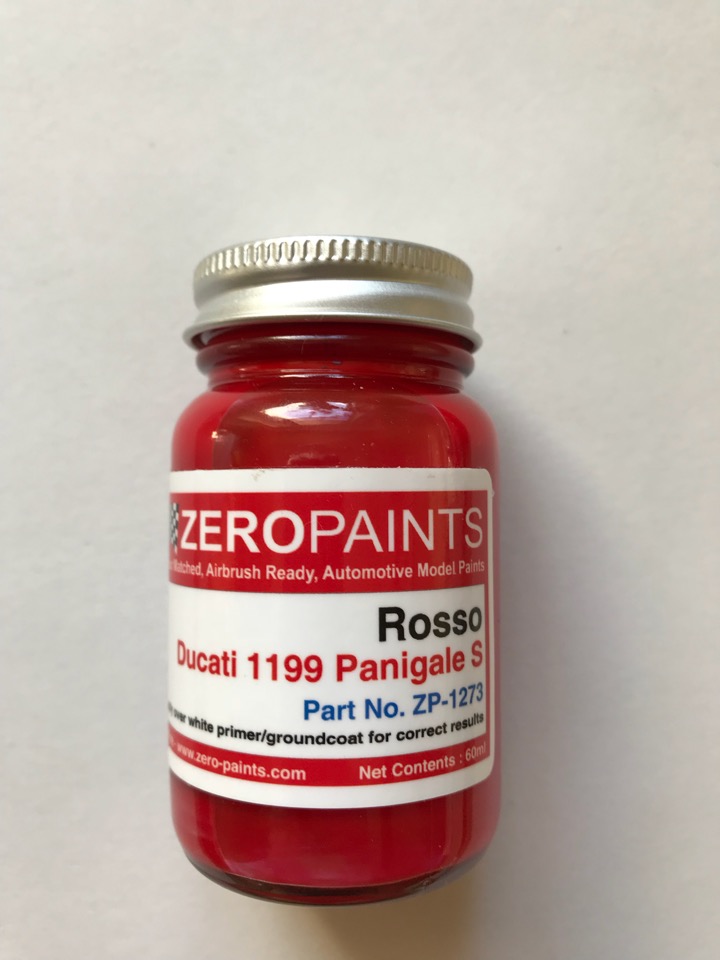 ZEROPAINTS
Matched, Airbrush Ready, Automotive Model Paints
Rosso
Ducati 1199 Panigale S
Part No. ZP-1273
over white primer/groundcoat for correct results
www.zero-paints.com Net Contents : 60ml